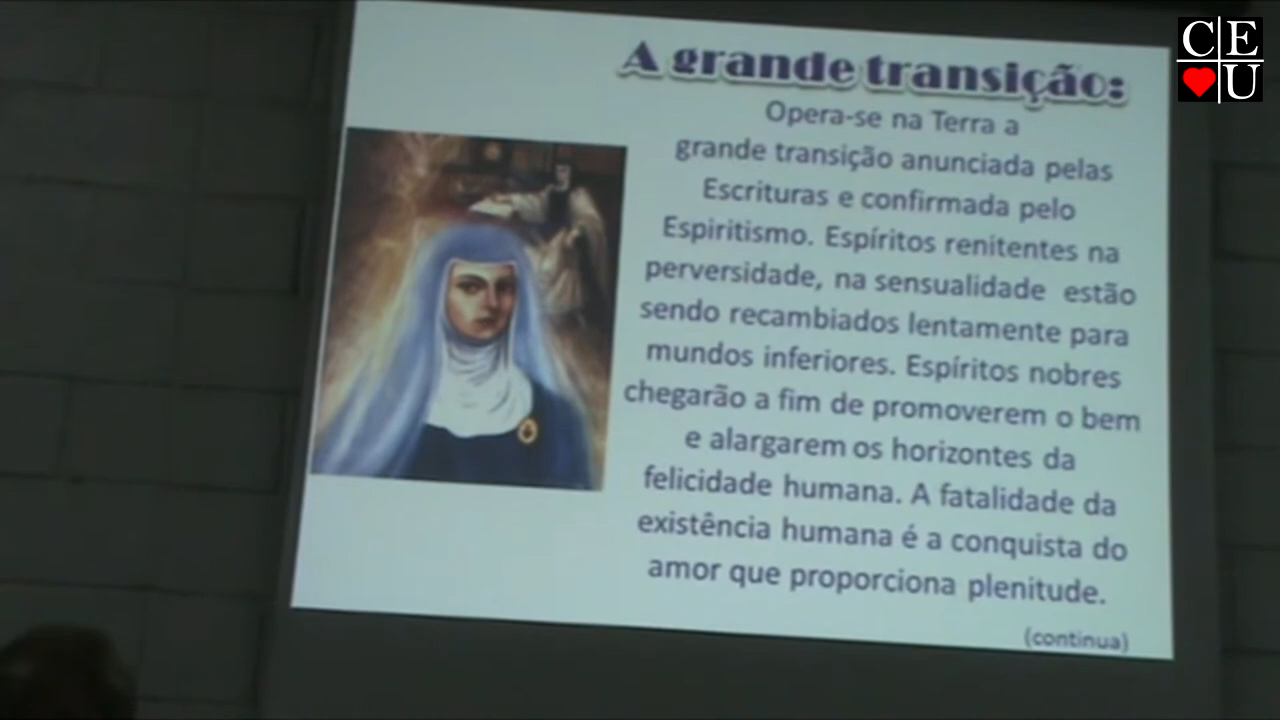 A grande transição:
Opera-se na Terra a
grande transição anunciada pelas
Escrituras e confirmada pelo
Espiritismo. Espíritos renitentes na
perversidade, na sensualidade estão
sendo recambiados lentamente para
mundos inferiores. Espíritos nobres
chegarão a fim de promoverem o bem
e alargarem os horizontes da
felicidade humana. A fatalidade da
existência humana é a conquista do
amor que proporciona plenitude.
(continua)
C E
U